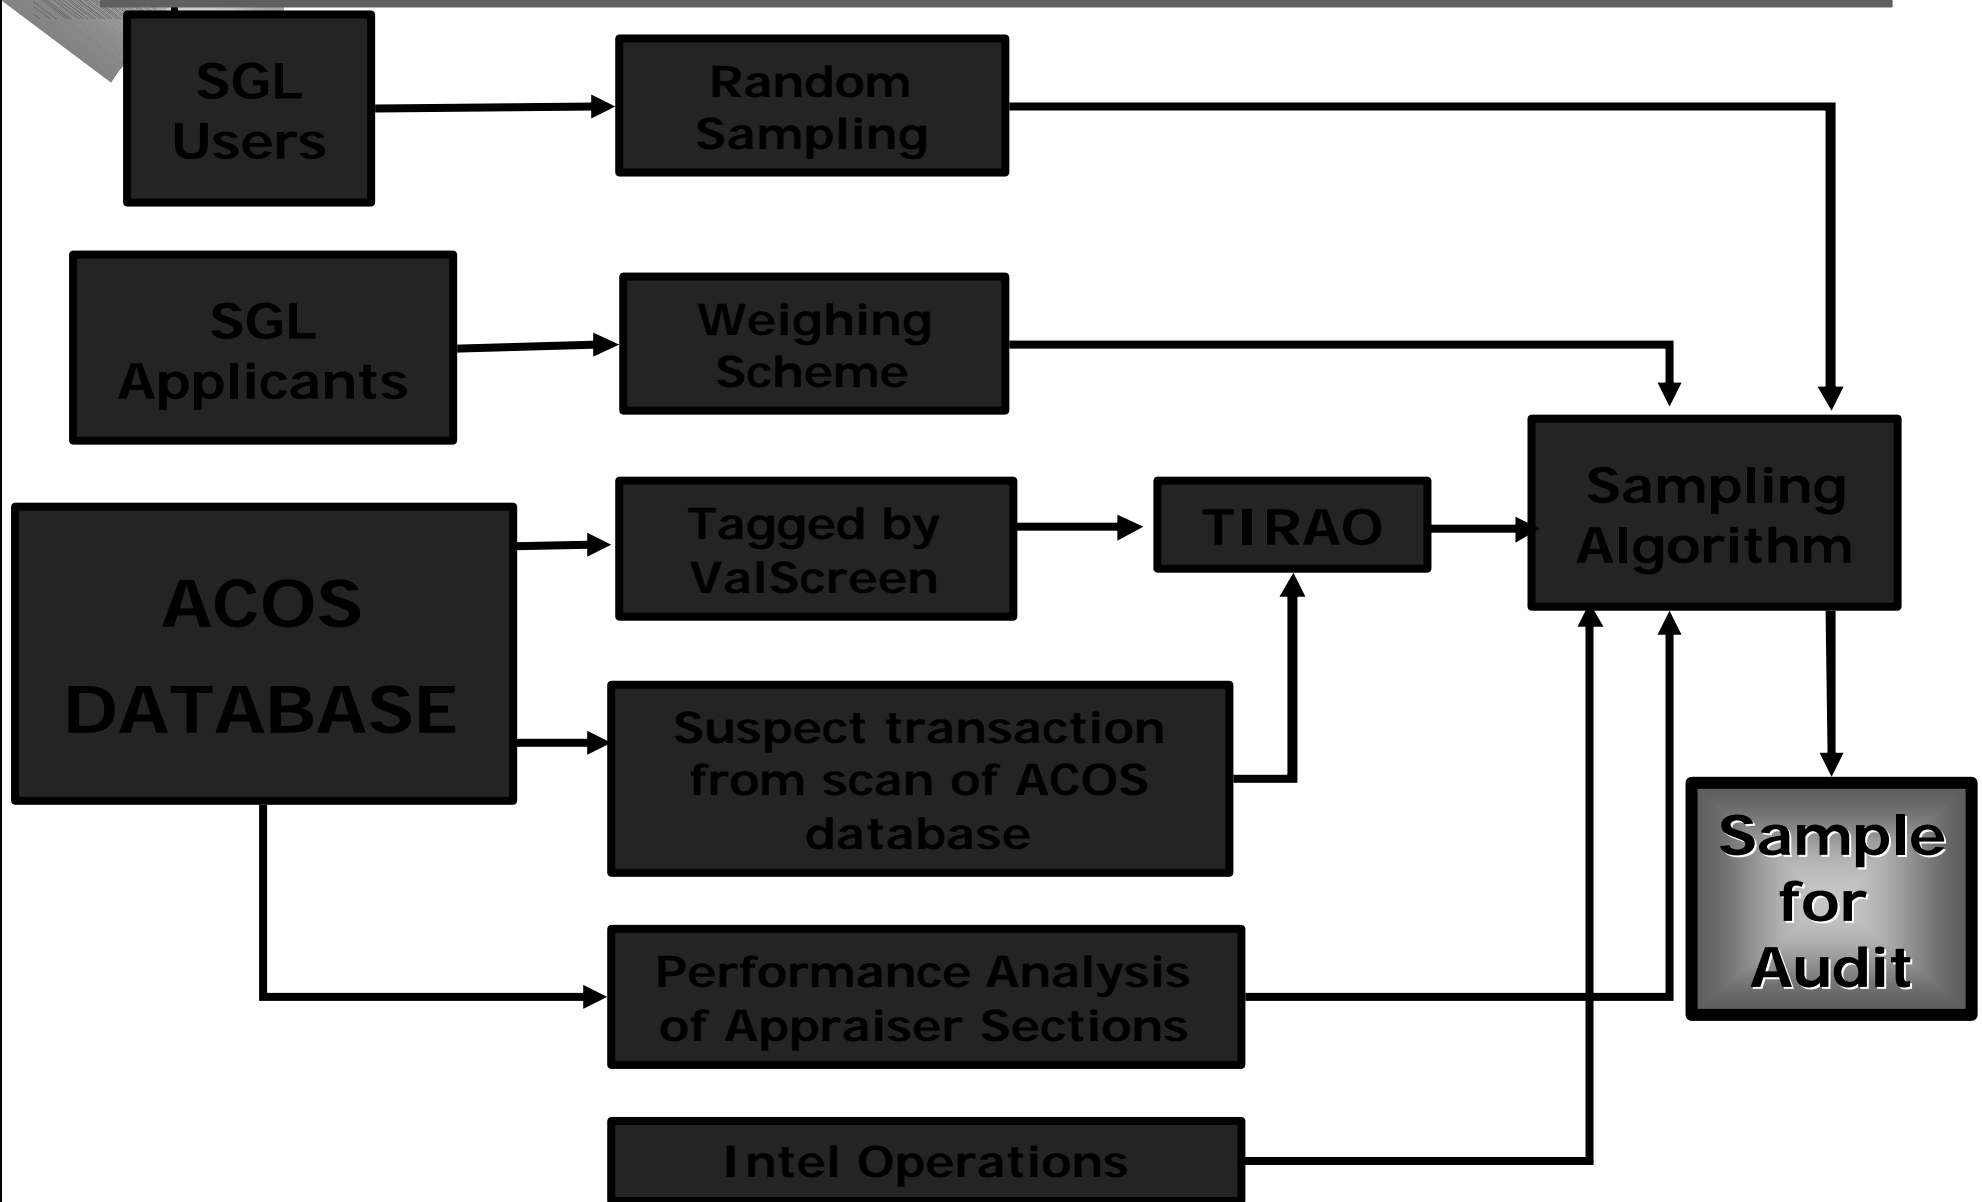 SGL
Users
Random
Sampling
SGL
Applicants
Weighing
Scheme
Sampling
Algorithm
Tagged by
ValScreen
TIRAO
ACOS
DATABASE
Suspect transaction
from scan of ACOS
database
Sample
for
Audit
Performance Analysis
of Appraiser Sections
Intel Operations